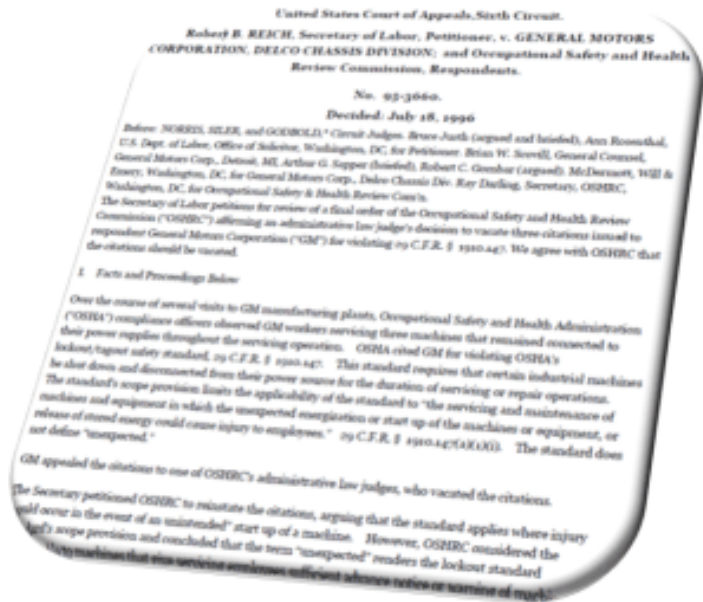 United States Court of Appeals,Sixth Circuit.
Robert B. REICH, Secretary of Labor, Petitioner, v. GENERAL MOTORS
CORPORATION, DELCO CHASSIS DIVISION; and Occupational Safety and Health
Review Commission, Respondents.
No. 95-3660.
Decided: July 18, 1996
Before: NORRIS, SILER, and GODBOLD,* Circuit Judges. Bruce Justh (argued and briefed), Ann Rosenthal,
U.S. Dept. of Labor, Office of Solicitor, Washington, DC, for Petitioner. Brian W. Scovill, General Counsel,
General Motors Corp., Detroit, MI, Arthur G. Sapper (briefed), Robert C. Gombar (argued), McDermott, Will &
Emery, Washington, DC, for General Motors Corp., Delco Chassis Div. Ray Darling, Secretary, OSHRC,
Washington, DC, for Occupational Safety & Health Review Com'n.
The Secretary of Labor petitions for review of a final order of the Occupational Safety and Health Review
Commission ("OSHRC") affirming an administrative law judge's decision to vacate three citations issued to
respondent General Motors Corporation ("GM") for violating 29 C.F.R. § 1910.147. We agree with OSHRC that
the citations should be vacated.
I. Facts and Proceedings Below
Over the course of several visits to GM manufacturing plants, Occupational Safety and Health Administration
("OSHA") compliance officers observed GM workers servicing three machines that remained connected to
their power supplies throughout the servicing operation. OSHA cited GM for violating OSHA's
lockout/tagout safety standard, 29 C.F.R. § 1910.147. This standard requires that certain industrial machines
be shut down and disconnected from their power source for the duration of servicing or repair operations.
The standard's scope provision limits the applicability of the standard to "the servicing and maintenance of
machines and equipment in which the unexpected energization or start up of the machines or equipment, or
release of stored energy could cause injury to employees." 29 C.F.R. § 1910.147(a)(1)(i). The standard does
not define "unexpected."
GM appealed the citations to one of OSHRC's administrative law judges, who vacated the citations.
The Secretary petitioned OSHRC to reinstate the citations, arguing that the standard applies where injury
occur in the event of an unintended" start up of a machine. However, OSHRC considered the
scope provision and concluded that the term "unexpected" renders the lockout standard
to machines that give servicing employees sufficient advance notice or warning of